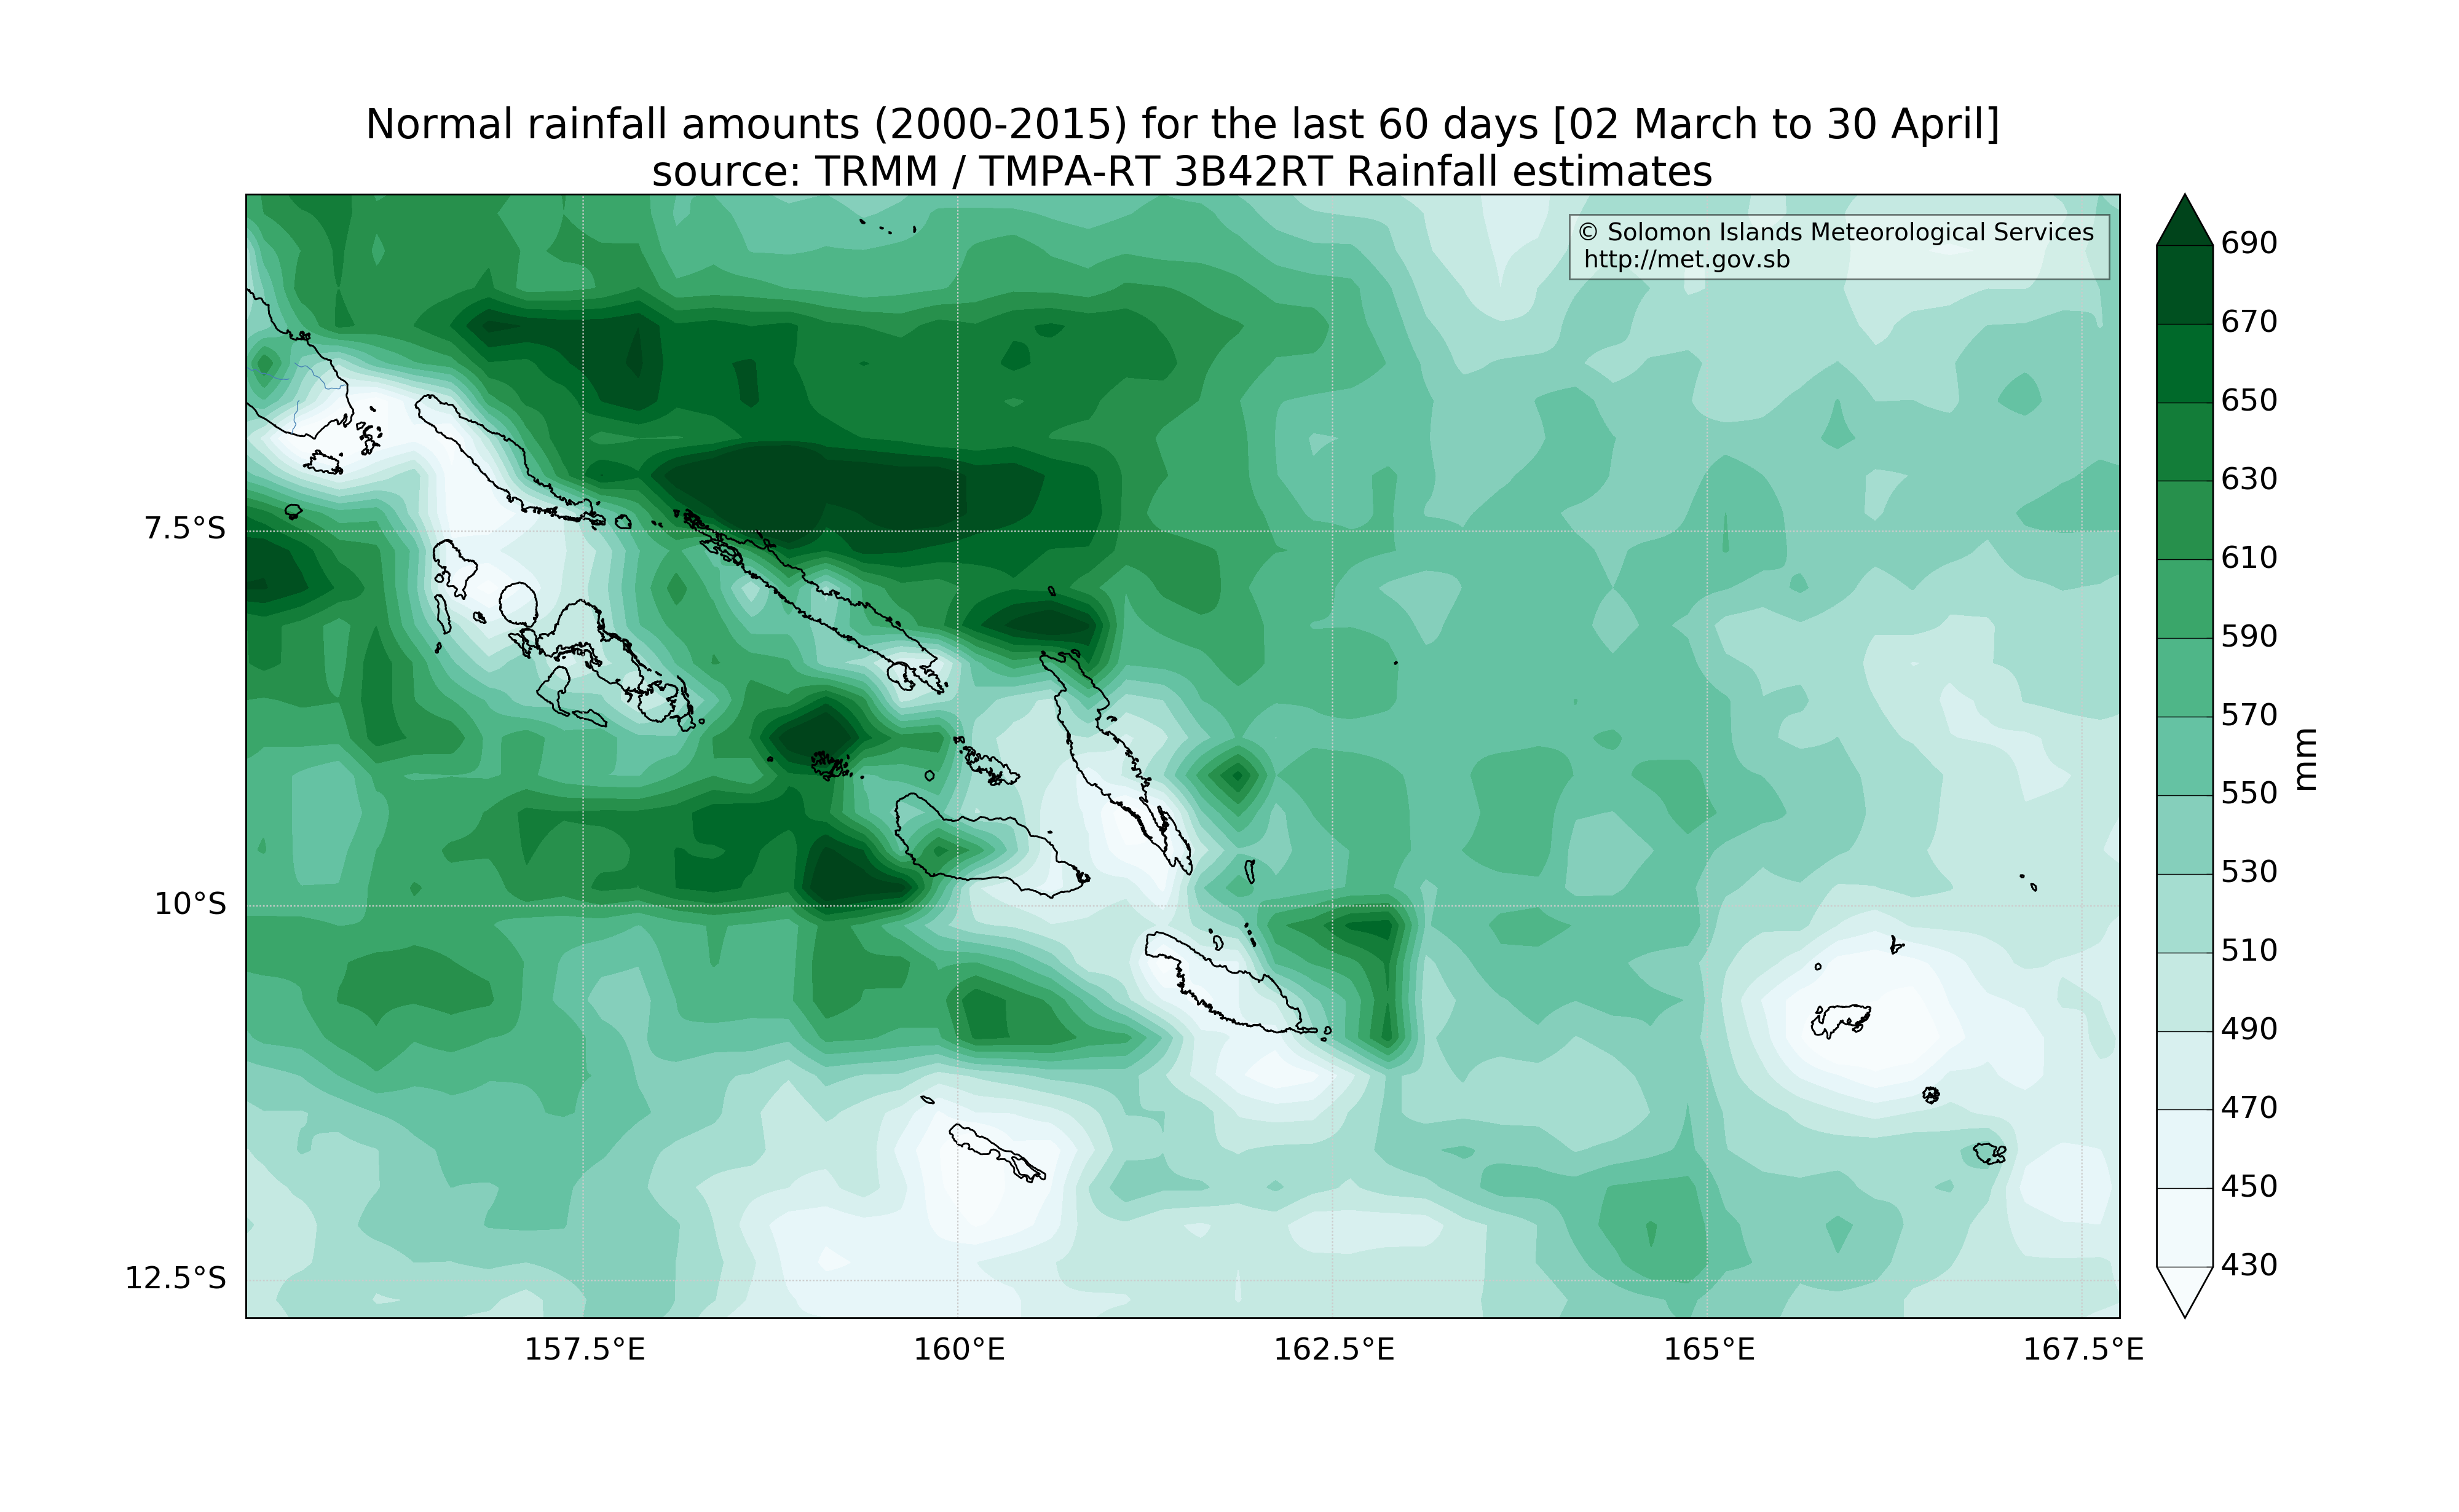 Normal rainfall amounts (2000-2015) for the last 60 days [02 March to 30 April]
source: TRMM / TMPA-RT 3B42RT Rainfall estimates
© Solomon Islands Meteorological Services
http://met.gov.sb
7.5°S
10°S
12.5°S
157.5°E
160°E
162.5°E
165°E
167.5°E
690
670
650
630
610
590
570
550
530
510
490
470
450
430
mm